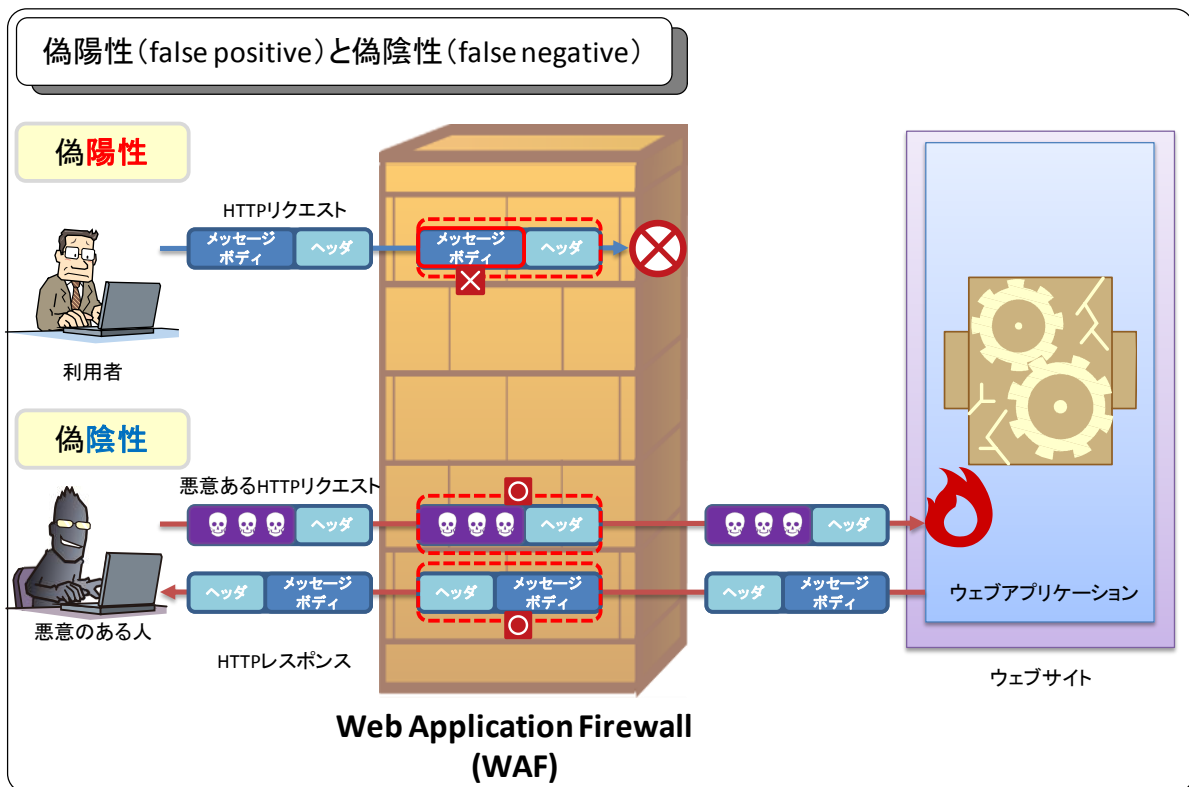 偽陽性(false positive)と偽陰性(false negative)
偽陽性
HTTPリクエスト
メッセージ
ボディ
ヘッダ
メッセージ
ボディ
ヘッダ
利用者
偽陰性
悪意あるHTTPリクエスト
ヘッダ
ヘッダ
ヘッダ
ヘッダ
メッセージ
ボディ
ヘッダ
メッセージ
ボディ
ヘッダ
メッセージ
ボディ
ウェブアプリケーション
悪意のある人
HTTPレスポンス
ウェブサイト
Web Application Firewall
(WAF)